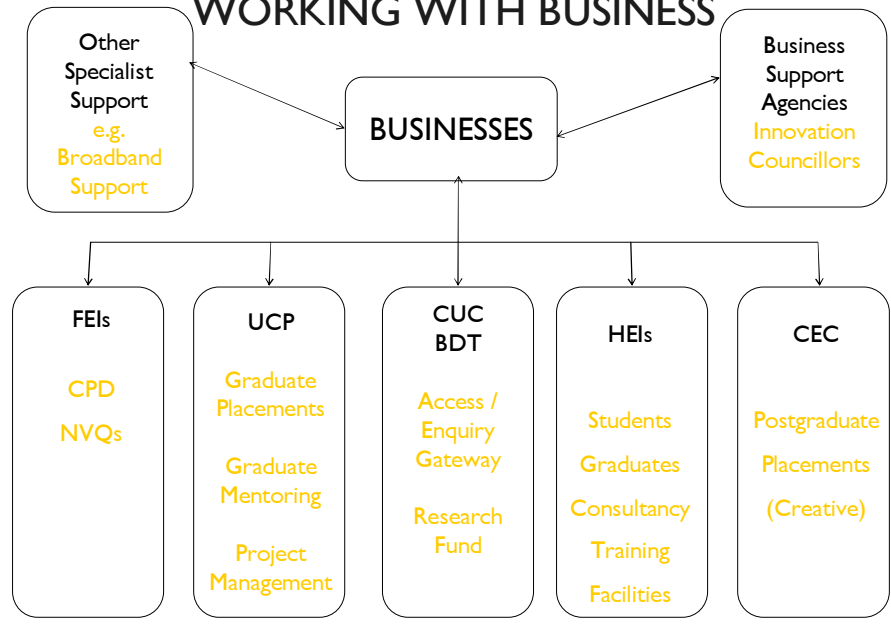 WORKING WITH BUSINESS
Other
Specialist
Support
e.g.
Broadband
Support
BUSINESSES
Business
Support
Agencies
Innovation
Councillors
FEIs
CPD
NVQs
UCP
Graduate
Placements
Graduate
Mentoring
Project
Management
CUC
BDT
Access /
Enquiry
Gateway
Research
Fund
HEIs
Students
Graduates
Consultancy
Training
Facilities
CEC
Postgraduate
Placements
(Creative)